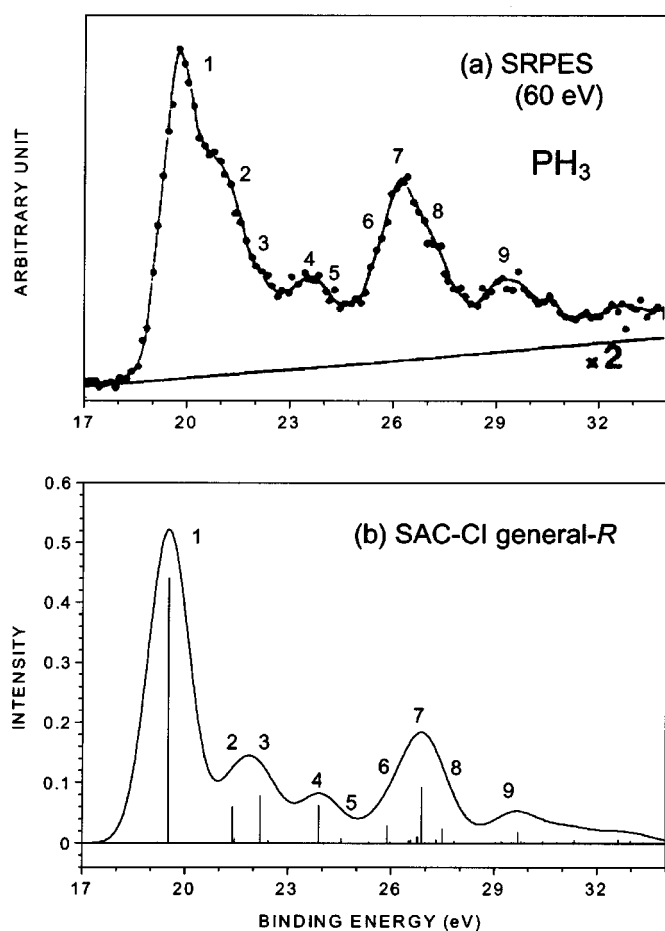 (a) SRPES
(60 eV)
PH3
ARBITRARY UNIT
1
2
3
4
5
6
7
8
9
× 2
17 20 23 26 29 32
(b) SAC-CI general-R
INTENSITY
0.6
0.5
0.4
0.3
0.2
0.1
0
1
2
3
4
5
6
7
8
9
17 20 23 26 29 32
BINDING ENERGY (eV)